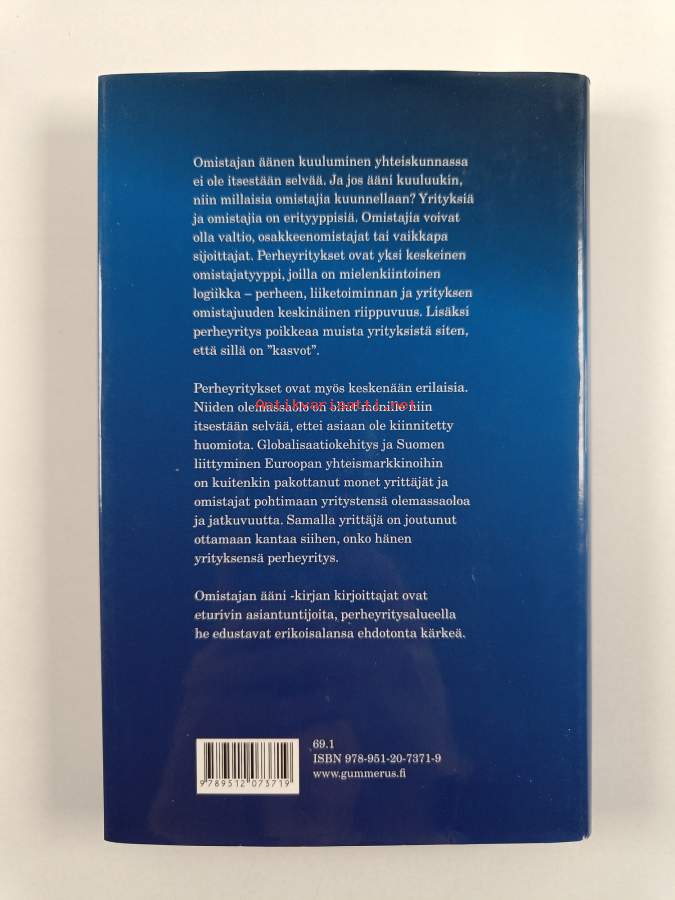 Omistajan äänen kuuluminen yhteiskunnassa
ei ole itsestään selvää. Ja jos ääni kuuluukin,
niin millaisia omistajia kuunnellaan? Yrityksiä
ja omistajia on erityyppisiä. Omistajia voivat
olla valtio, osakkeenomistajat tai vaikkapa
sijoittajat. Perheyritykset ovat yksi keskeinen
omistajatyyppi, joilla on mielenkiintoinen
logiikka – perheen, liiketoiminnan ja yrityksen
omistajuuden keskinäinen riippuvuus. Lisäksi
perheyritys poikkeaa muista yrityksistä siten,
että sillä on ”kasvot”.
Perheyritykset ovat myös keskenään erilaisia.
Antikvariaatti.net
Niiden olemassaolo on ollut monille niin
itsestään selvää, ettei asiaan ole kiinnitetty
huomiota. Globalisaatiokehitys ja Suomen
liittyminen Euroopan yhteismarkkinoihin
on kuitenkin pakottanut monet yrittäjät ja
omistajat pohtimaan yritystensä olemassaoloa
ja jatkuvuutta. Samalla yrittäjä on joutunut
ottamaan kantaa siihen, onko hänen
yrityksensä perheyritys.
Omistajan ääni -kirjan kirjoittajat ovat
eturivin asiantuntijoita, perheyritysalueella
he edustavat erikoisalansa ehdotonta kärkeä.
69.1
ISBN 978-951-20-7371-9
www.gummerus.fi
9 789512 073719